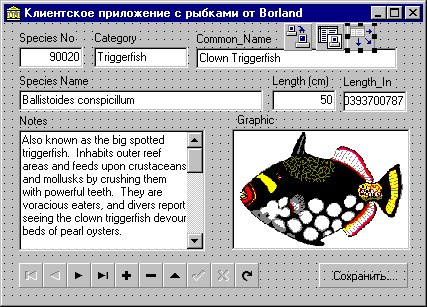 Клиентское приложение с рыбками от Borland
Species No Category Common_Name
90020 Triggerfish Clown Triggerfish
Species Name Length (cm) Length_In
Ballistoides conspicillum 50 0393700787
Notes Graphic
Also known as the big spotted
triggerfish. Inhabits outer reef
areas and feeds upon crustaceans
and mollusks by crushing them
with powerful teeth. They are
voracious eaters, and divers report
seeing the clown triggerfish devour
beds of pearl oysters.
Сохранить...